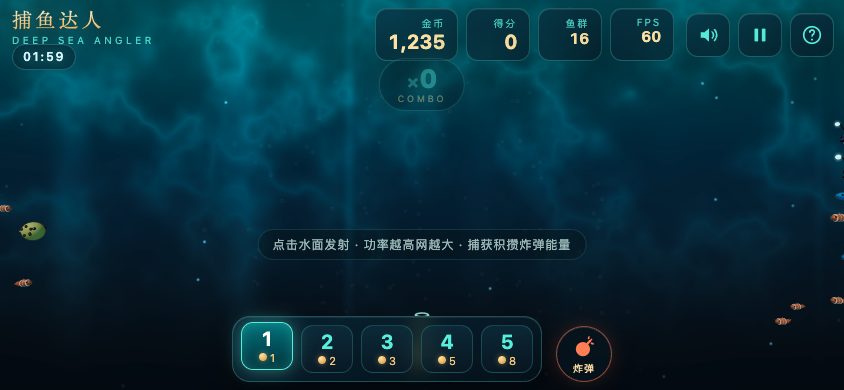 捕鱼达人
DEEP SEA ANGLER
01:59
金币
1,235
得分
0
鱼群
16
FPS
60
×0
COMBO
点击水面发射 · 功率越高网越大 · 捕获积攒炸弹能量
1
1
2
2
3
3
4
5
5
8
炸弹